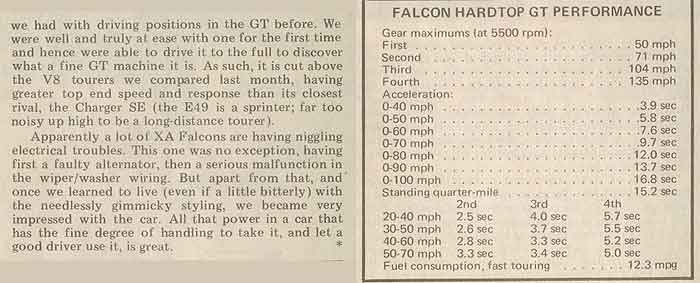 we had with driving positions in the GT before. We
were well and truly at ease with one for the first time
and hence were able to drive it to the full to discover
what a fine GT machine it is. As such, it is cut above
the V8 tourers we compared last month, having
greater top end speed and response than its closest
rival, the Charger SE (the E49 is a sprinter; far too
noisy up high to be a long-distance tourer).
Apparently a lot of XA Falcons are having niggling
electrical troubles. This one was no exception, having
first a faulty alternator, then a serious malfunction in
the wiper/washer wiring. But apart from that, and
once we learned to live (even if a little bitterly) with
the needlessly gimmicky styling, we became very
impressed with the car. All that power in a car that
has the fine degree of handling to take it, and let a
good driver use it, is great. *
FALCON HARDTOP GT PERFORMANCE
Gear maximums (at 5500 rpm):
First . . . . . . . . . . . . . . . . . . . . 50 mph
Second . . . . . . . . . . . . . . . . . . . . 71 mph
Third . . . . . . . . . . . . . . . . . . . . 104 mph
Fourth . . . . . . . . . . . . . . . . . . . . 135 mph
Acceleration:
0-40 mph . . . . . . . . . . . . . . . . . . . . 3.9 sec
0-50 mph . . . . . . . . . . . . . . . . . . . . 5.8 sec
0-60 mph . . . . . . . . . . . . . . . . . . . . 7.6 sec
0-70 mph . . . . . . . . . . . . . . . . . . . . 9.7 sec
0-80 mph . . . . . . . . . . . . . . . . . . . . 12.0 sec
0-90 mph . . . . . . . . . . . . . . . . . . . . 13.7 sec
0-100 mph . . . . . . . . . . . . . . . . . . . . 16.8 sec
Standing quarter-mile . . . . . . . . . . . . 15.2 sec
2nd 3rd 4th
20-40 mph 2.5 sec 4.0 sec 5.7 sec
30-50 mph 2.6 sec 3.7 sec 5.5 sec
40-60 mph 2.8 sec 3.3 sec 5.2 sec
50-70 mph 3.3 sec 3.4 sec 5.0 sec
Fuel consumption, fast touring . . . . . . . 12.3 mpg